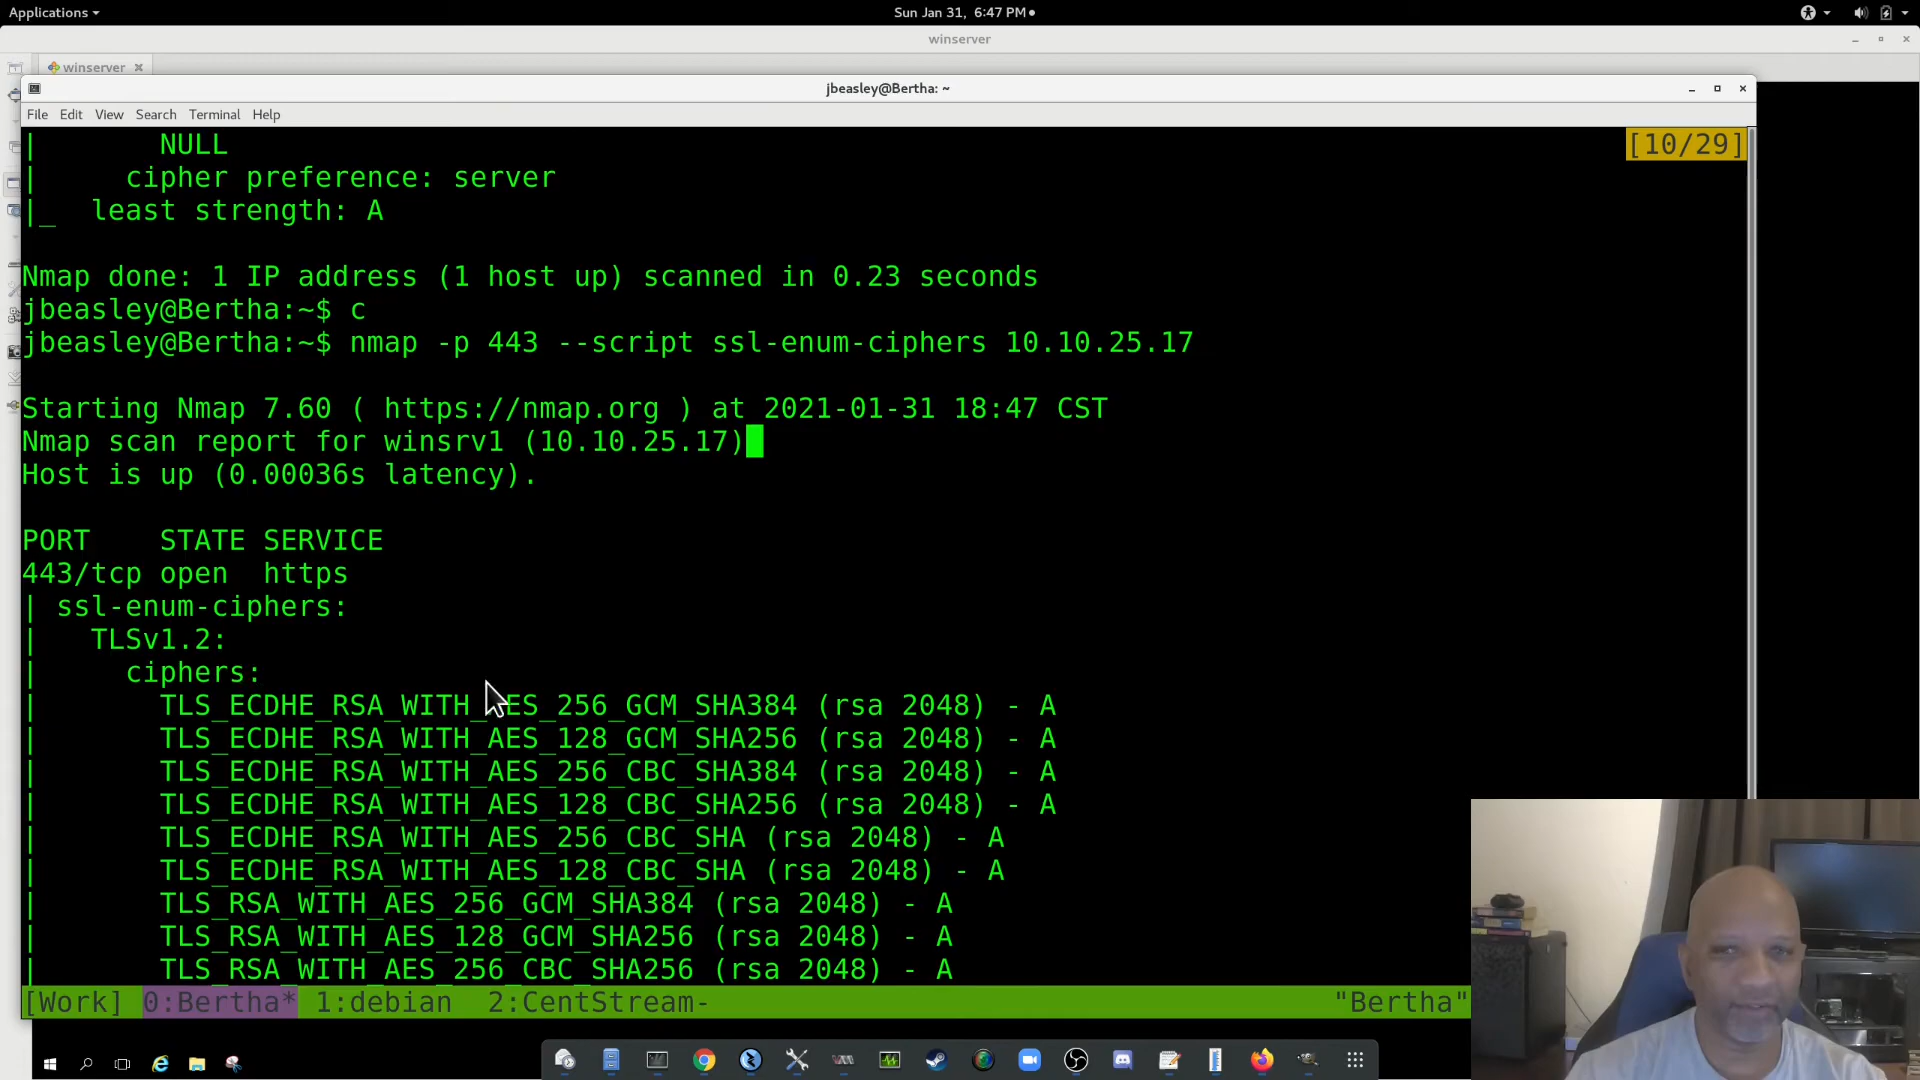 Applications
Sun Jan 31, 6:47 PM
winserver
winserver
jbeasley@Bertha: ~
File Edit View Search Terminal Help
| NULL
[10/29]
| cipher preference: server
|_ least strength: A
Nmap done: 1 IP address (1 host up) scanned in 0.23 seconds
jbeasley@Bertha:~$ c
jbeasley@Bertha:~$ nmap -p 443 --script ssl-enum-ciphers 10.10.25.17
Starting Nmap 7.60 ( https://nmap.org ) at 2021-01-31 18:47 CST
Nmap scan report for winsrv1 (10.10.25.17)
Host is up (0.00036s latency).
PORT STATE SERVICE
443/tcp open https
| ssl-enum-ciphers:
| TLSv1.2:
| ciphers:
| TLS_ECDHE_RSA_WITH_AES_256_GCM_SHA384 (rsa 2048) - A
| TLS_ECDHE_RSA_WITH_AES_128_GCM_SHA256 (rsa 2048) - A
| TLS_ECDHE_RSA_WITH_AES_256_CBC_SHA384 (rsa 2048) - A
| TLS_ECDHE_RSA_WITH_AES_128_CBC_SHA256 (rsa 2048) - A
| TLS_ECDHE_RSA_WITH_AES_256_CBC_SHA (rsa 2048) - A
| TLS_ECDHE_RSA_WITH_AES_128_CBC_SHA (rsa 2048) - A
| TLS_RSA_WITH_AES_256_GCM_SHA384 (rsa 2048) - A
| TLS_RSA_WITH_AES_128_GCM_SHA256 (rsa 2048) - A
| TLS_RSA_WITH_AES_256_CBC_SHA256 (rsa 2048) - A
[Work] 0:Bertha* 1:debian 2:CentStream- "Bertha"